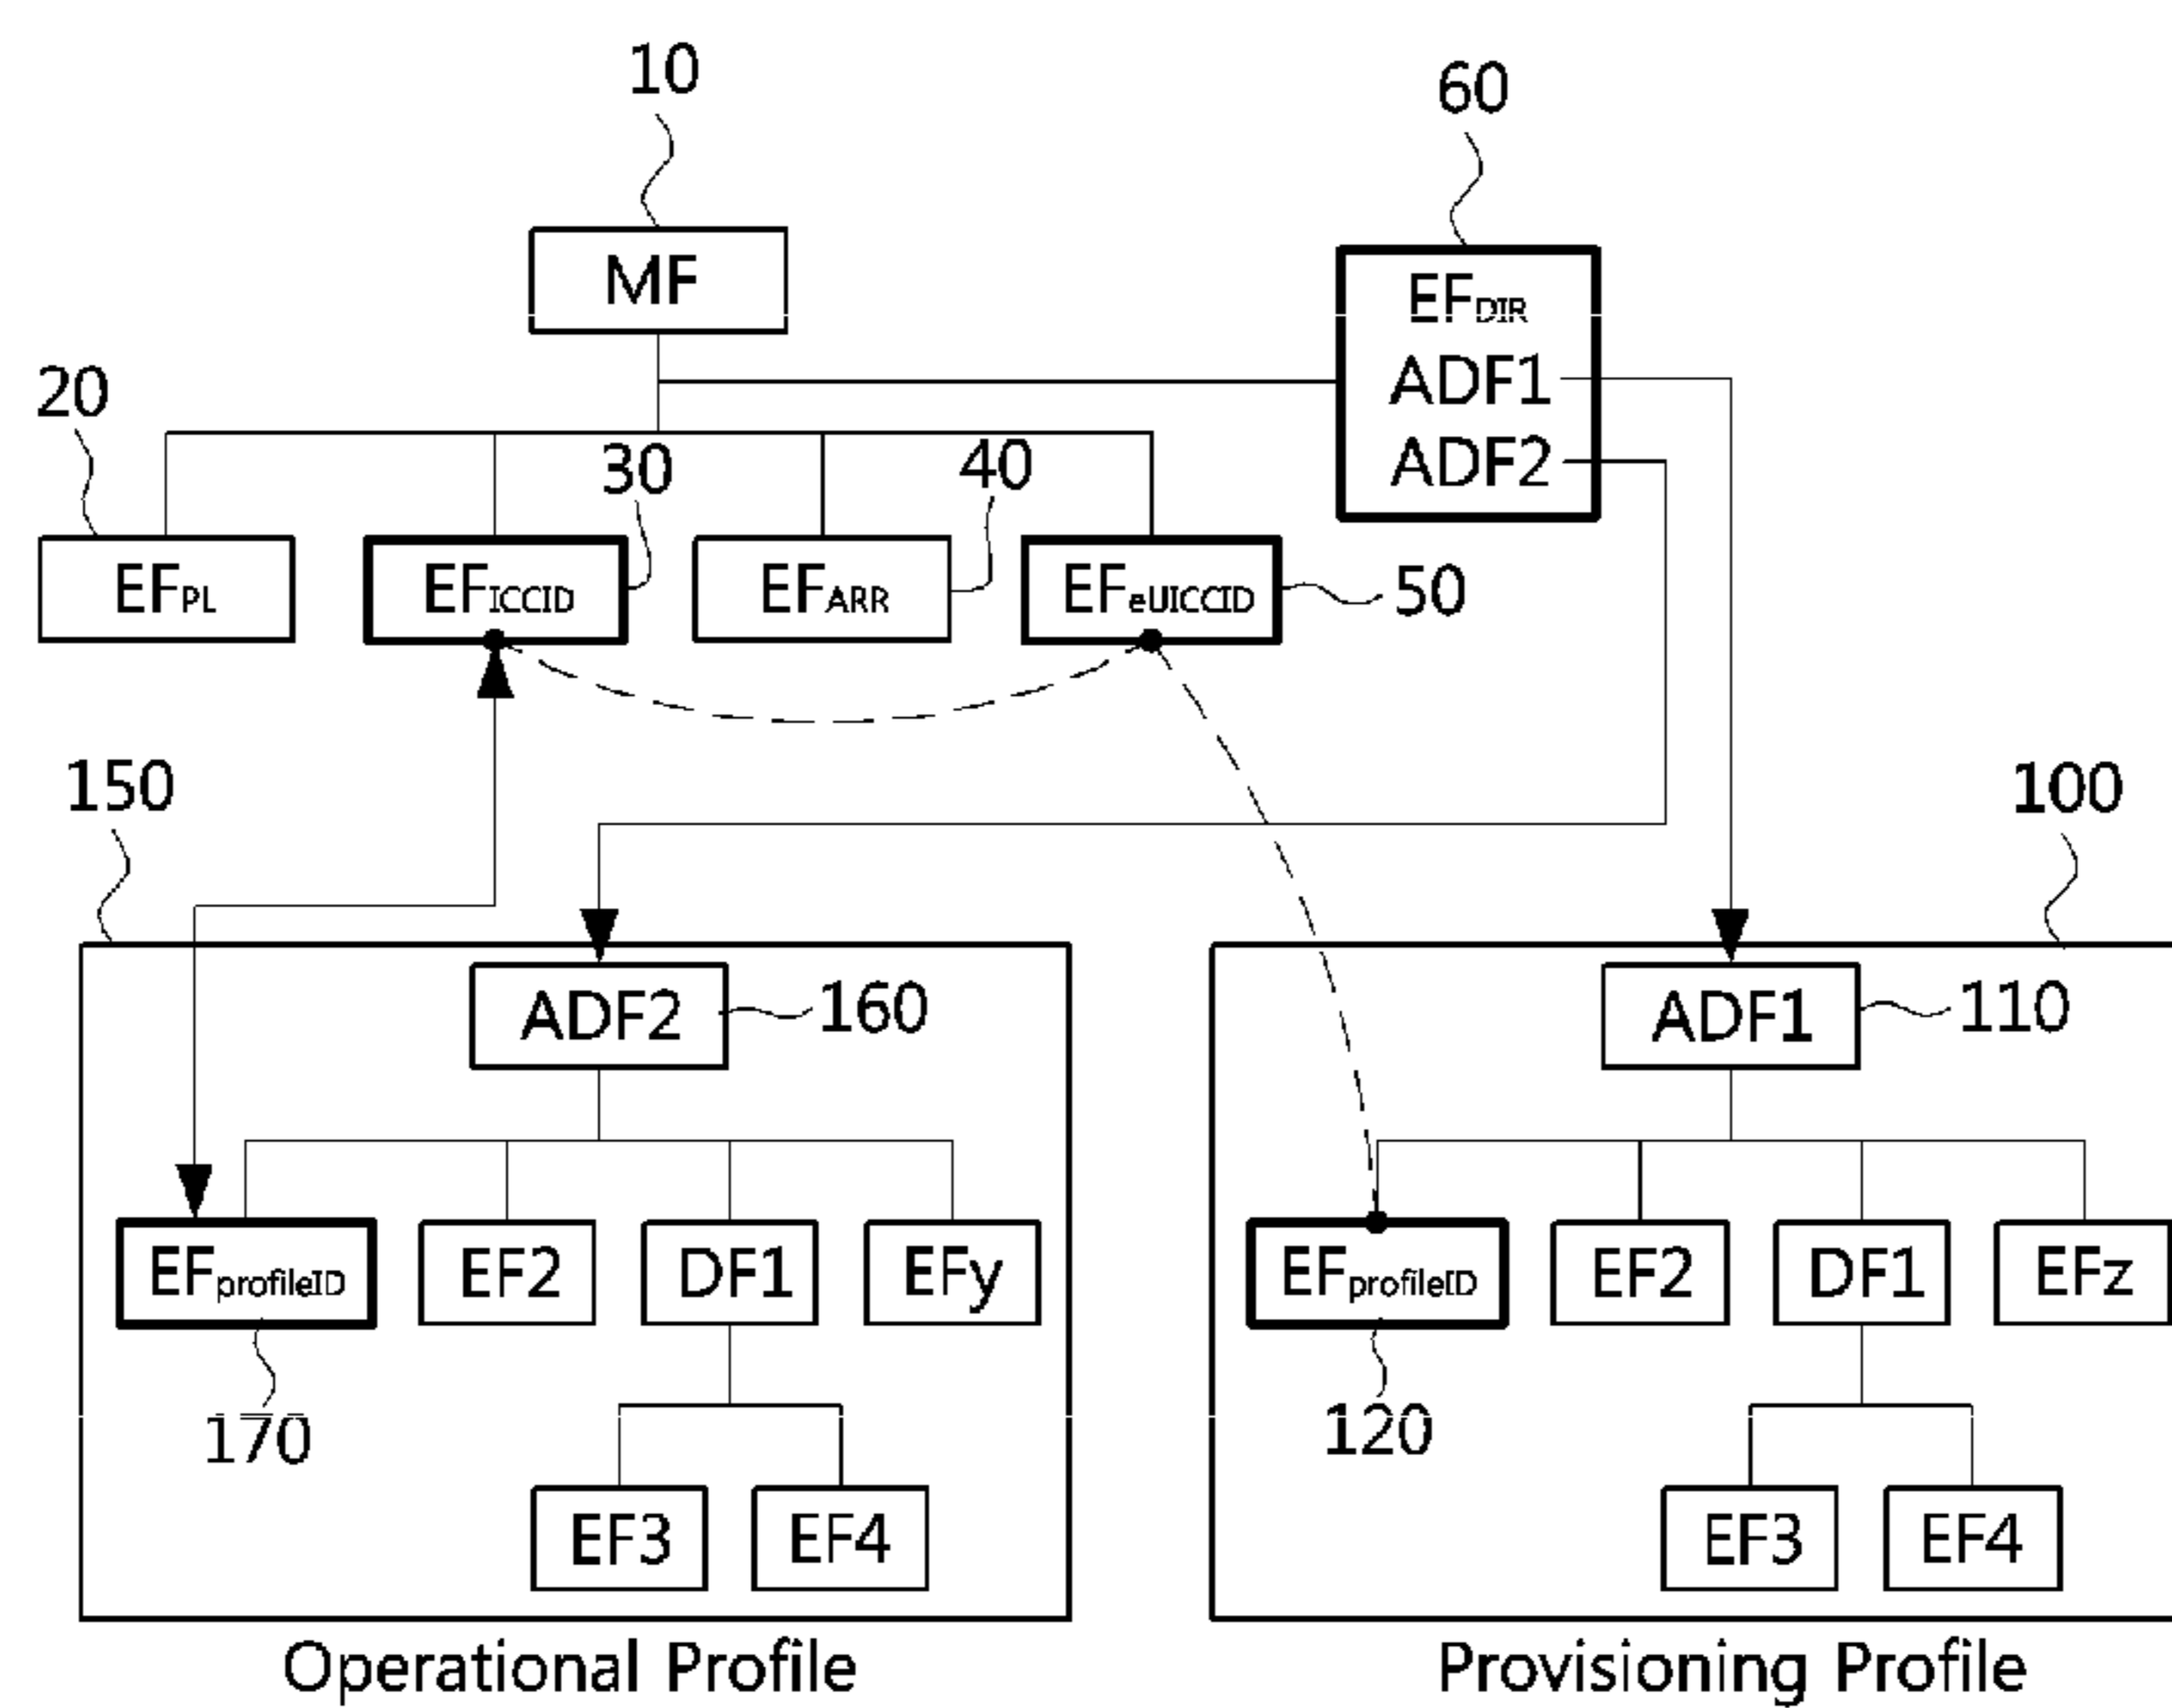 10
60
MF
EFDIR
ADF1
ADF2
20
30
40
EFPL
EFICCID
EFARR
EFeUICCID
50
150
100
ADF2
160
ADF1
110
EFprofileID
EF2
DF1
EFy
EFprofileID
EF2
DF1
EFz
170
120
EF3
EF4
EF3
EF4
Operational Profile
Provisioning Profile